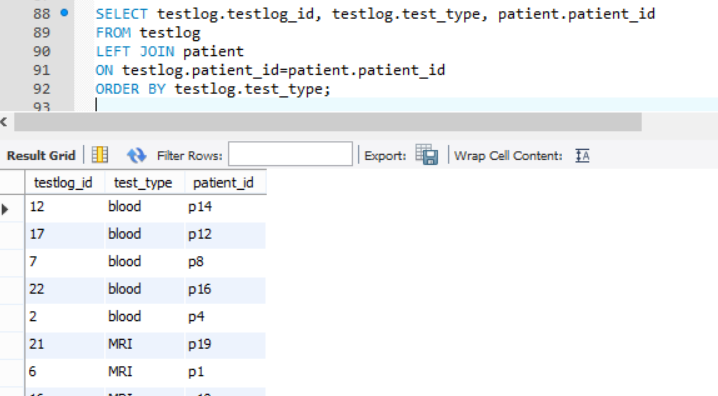 88 SELECT testlog.testlog_id, testlog.test_type, patient.patient_id
89 FROM testlog
90 LEFT JOIN patient
91 ON testlog.patient_id=patient.patient_id
92 ORDER BY testlog.test_type;
93
Result Grid Filter Rows: Export: Wrap Cell Content: IA
testlog_id test_type patient_id
12 blood p14
17 blood p12
7 blood p8
22 blood p16
2 blood p4
21 MRI p19
6 MRI p1